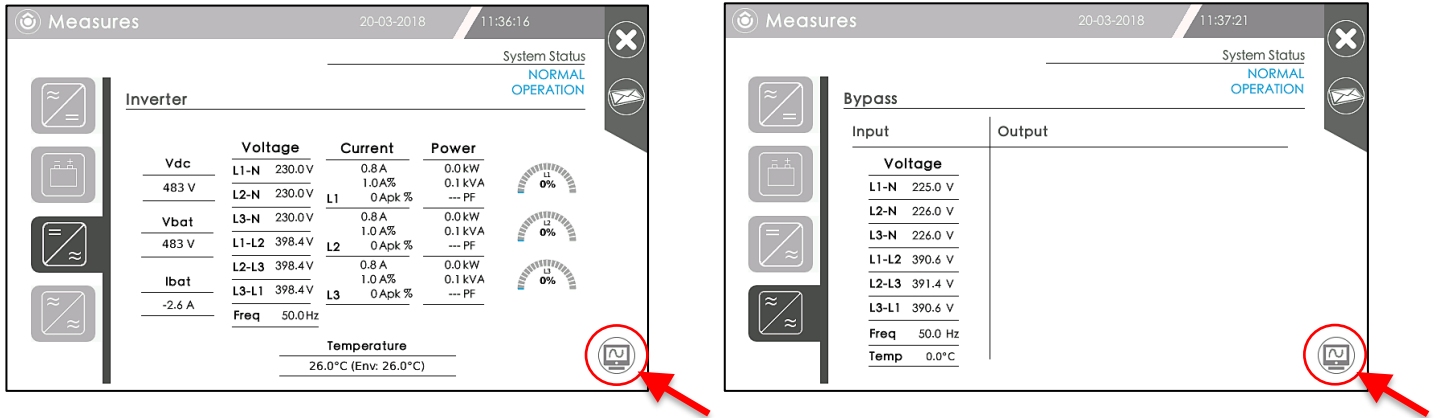 Measures 20-03-2018 11:36:16
System Status
NORMAL
OPERATION
Inverter
Voltage Current Power
Vdc
483 V
Vbat
483 V
Ibat
-2.6 A
L1-N 230.0 V
L2-N 230.0 V
L3-N 230.0 V
L1-L2 398.4 V
L2-L3 398.4 V
L3-L1 398.4 V
Freq 50.0 Hz
0.8 A 0.0 kW
1.0 A% 0.1 kVA
L1 0 Apk % --- PF
0.8 A 0.0 kW
1.0 A% 0.1 kVA
L2 0 Apk % --- PF
0.8 A 0.0 kW
1.0 A% 0.1 kVA
L3 0 Apk % --- PF
L1
0%
L2
0%
L3
0%
Temperature
26.0°C (Env: 26.0°C)
Measures 20-03-2018 11:37:21
System Status
NORMAL
OPERATION
Bypass
Input Output
Voltage
L1-N 225.0 V
L2-N 226.0 V
L3-N 226.0 V
L1-L2 390.6 V
L2-L3 391.4 V
L3-L1 390.6 V
Freq 50.0 Hz
Temp 0.0°C